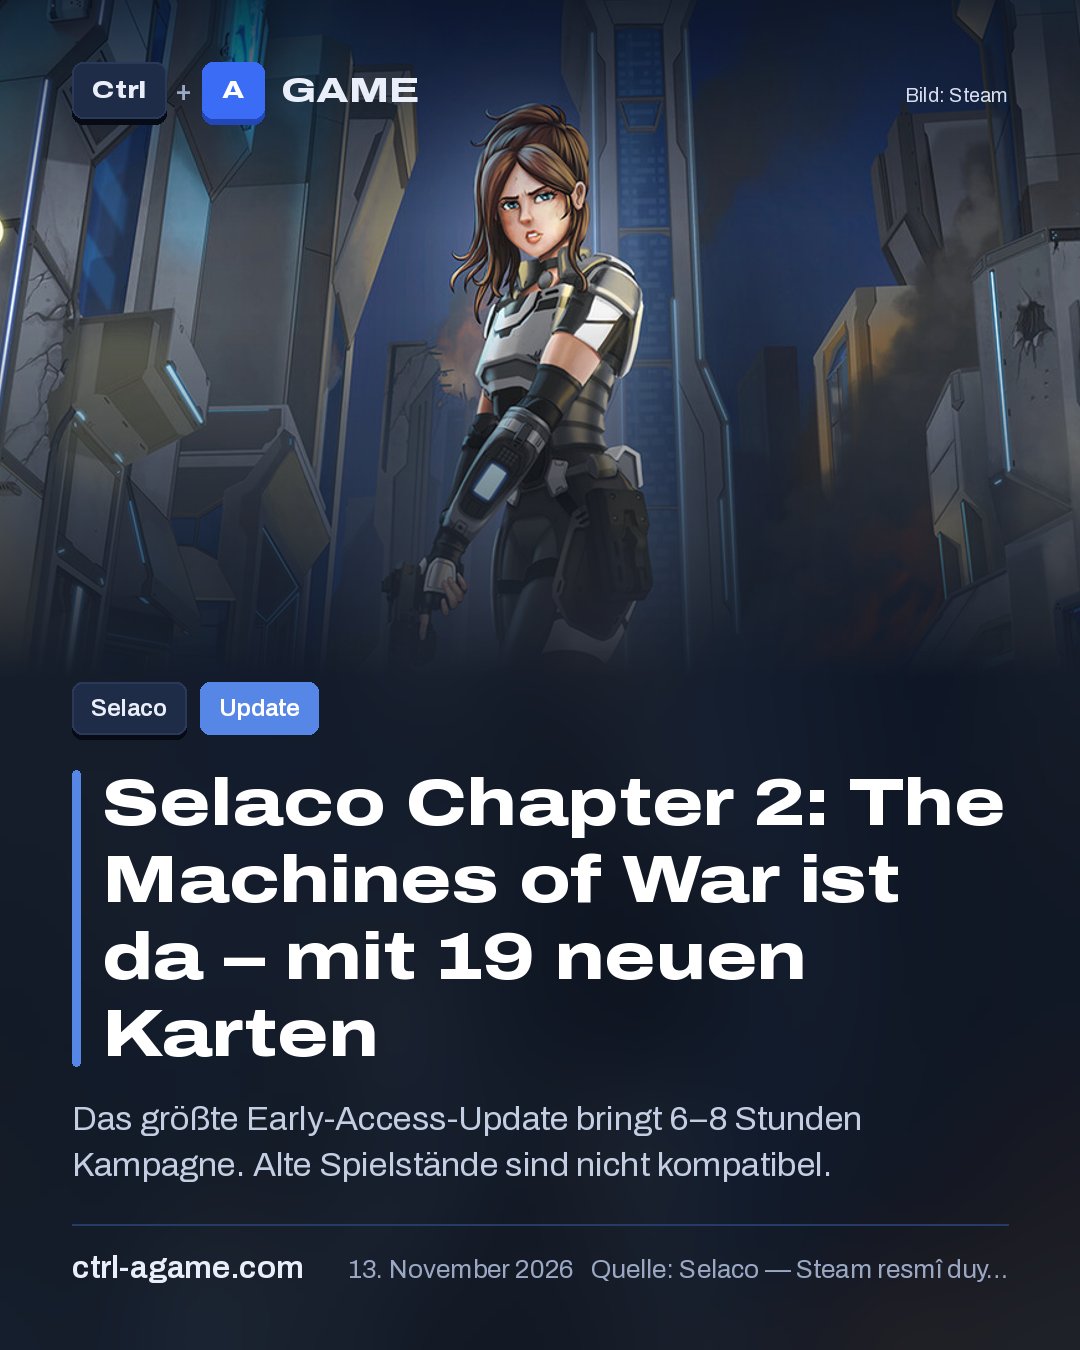 Ctrl + A GAME
Bild: Steam
Selaco
Update
Selaco Chapter 2: The
Machines of War ist
da – mit 19 neuen
Karten
Das größte Early-Access-Update bringt 6–8 Stunden
Kampagne. Alte Spielstände sind nicht kompatibel.
ctrl-agame.com
13. November 2026 Quelle: Selaco — Steam resmî duy…